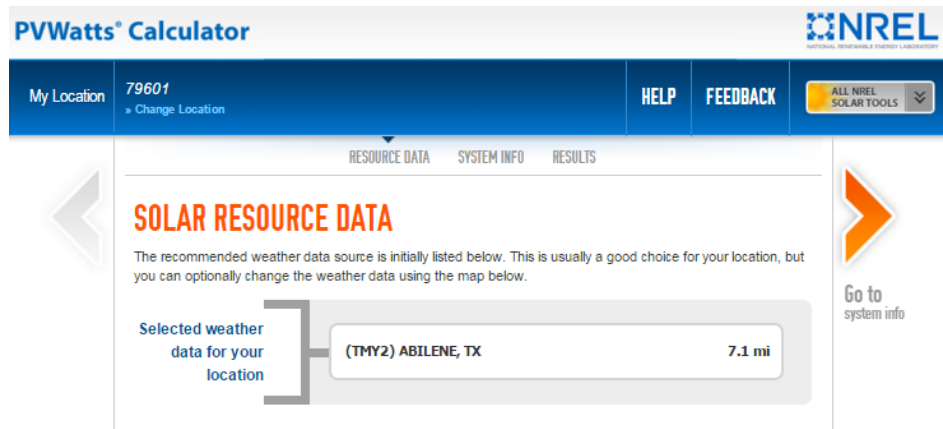 PVWatts® Calculator
NREL
NATIONAL RENEWABLE ENERGY LABORATORY
My Location
79601
» Change Location
HELP
FEEDBACK
ALL NREL
SOLAR TOOLS
RESOURCE DATA SYSTEM INFO RESULTS
SOLAR RESOURCE DATA
The recommended weather data source is initially listed below. This is usually a good choice for your location, but
you can optionally change the weather data using the map below.
Go to
system info
Selected weather
data for your
location
(TMY2) ABILENE, TX 7.1 mi